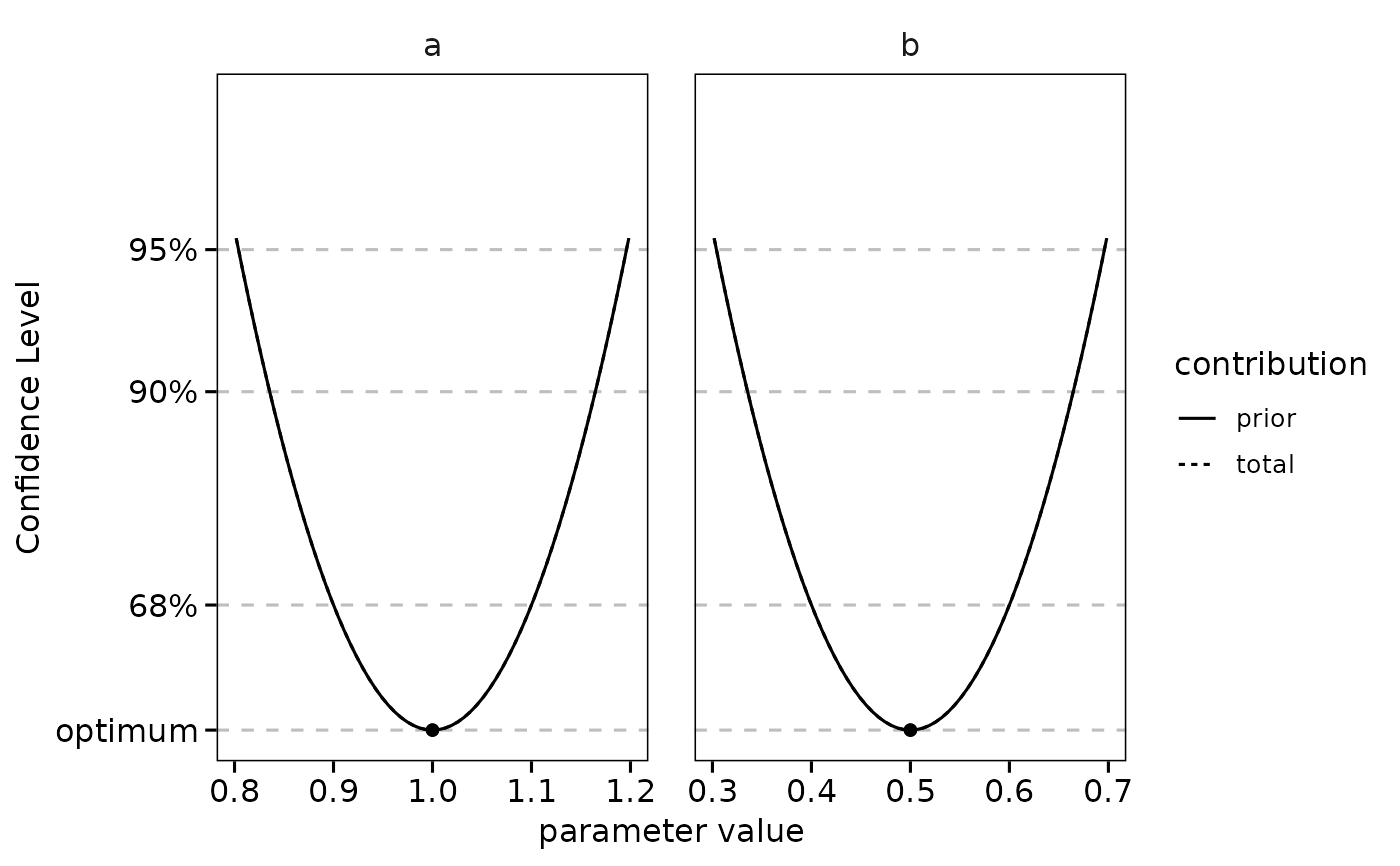 a
b
Confidence Level
95%
90%
68%
optimum
0.8 0.9 1.0 1.1 1.2
0.3 0.4 0.5 0.6 0.7
parameter value
contribution
prior
total